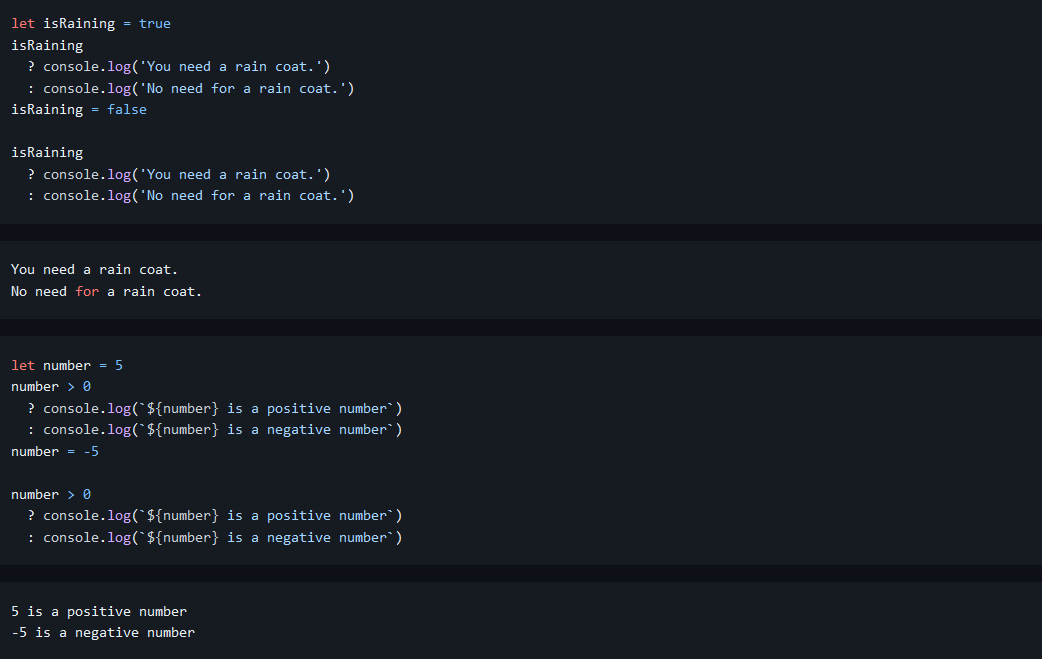 let isRaining = true
isRaining
  ? console.log('You need a rain coat.')
  : console.log('No need for a rain coat.')
isRaining = false

isRaining
  ? console.log('You need a rain coat.')
  : console.log('No need for a rain coat.')

You need a rain coat.
No need for a rain coat.

let number = 5
number > 0
  ? console.log(`${number} is a positive number`)
  : console.log(`${number} is a negative number`)
number = -5

number > 0
  ? console.log(`${number} is a positive number`)
  : console.log(`${number} is a negative number`)

5 is a positive number
-5 is a negative number